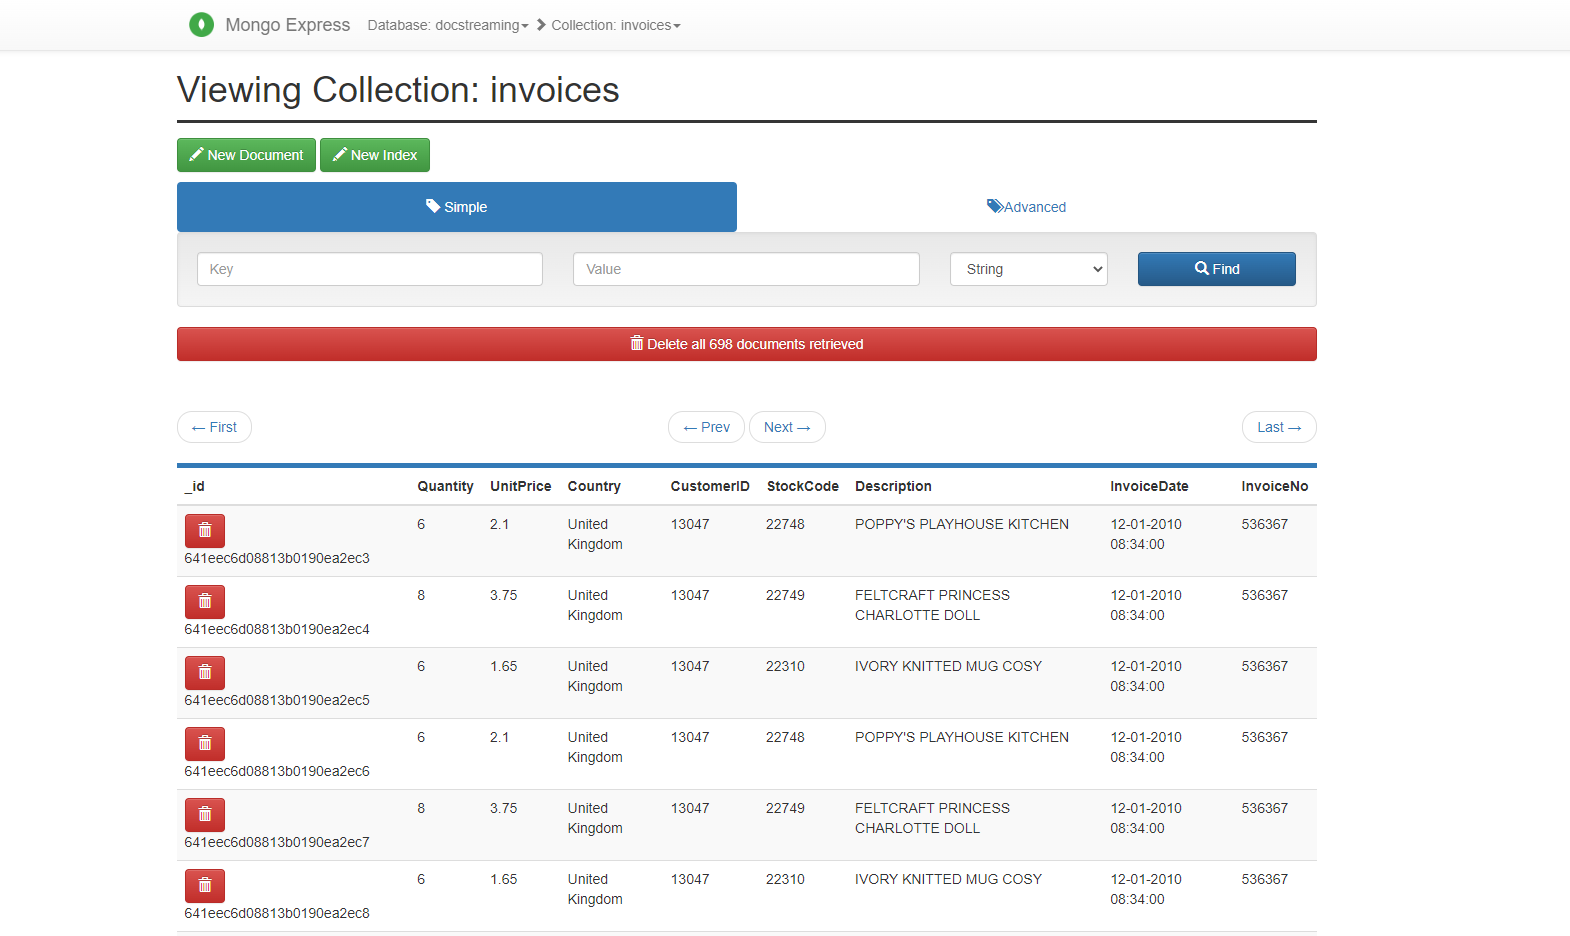 Mongo Express Database: docstreaming Collection: invoices
Viewing Collection: invoices
New Document New Index
Simple Advanced
Key Value String Find
Delete all 698 documents retrieved
← First ← Prev Next → Last →
_id Quantity UnitPrice Country CustomerID StockCode Description InvoiceDate InvoiceNo
6 2.1 United 13047 22748 POPPY'S PLAYHOUSE KITCHEN 12-01-2010 536367
Kingdom 08:34:00
641eec6d08813b0190ea2ec3
8 3.75 United 13047 22749 FELTCRAFT PRINCESS 12-01-2010 536367
Kingdom CHARLOTTE DOLL 08:34:00
641eec6d08813b0190ea2ec4
6 1.65 United 13047 22310 IVORY KNITTED MUG COSY 12-01-2010 536367
Kingdom 08:34:00
641eec6d08813b0190ea2ec5
6 2.1 United 13047 22748 POPPY'S PLAYHOUSE KITCHEN 12-01-2010 536367
Kingdom 08:34:00
641eec6d08813b0190ea2ec6
8 3.75 United 13047 22749 FELTCRAFT PRINCESS 12-01-2010 536367
Kingdom CHARLOTTE DOLL 08:34:00
641eec6d08813b0190ea2ec7
6 1.65 United 13047 22310 IVORY KNITTED MUG COSY 12-01-2010 536367
Kingdom 08:34:00
641eec6d08813b0190ea2ec8